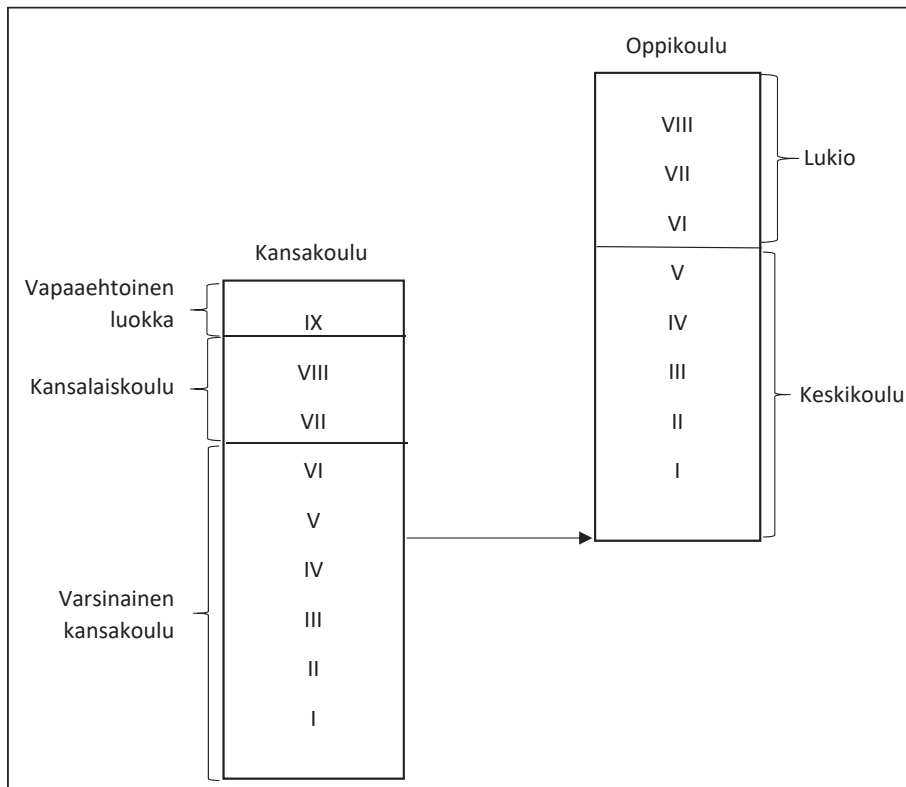 Oppikoulu
VIII
VII
VI
V
IV
III
II
I
Lukio
Keskikoulu
Kansakoulu
IX
VIII
VII
VI
V
IV
III
II
I
Vapaaehtoinen
luokka
Kansalaiskoulu
Varsinainen
kansakoulu